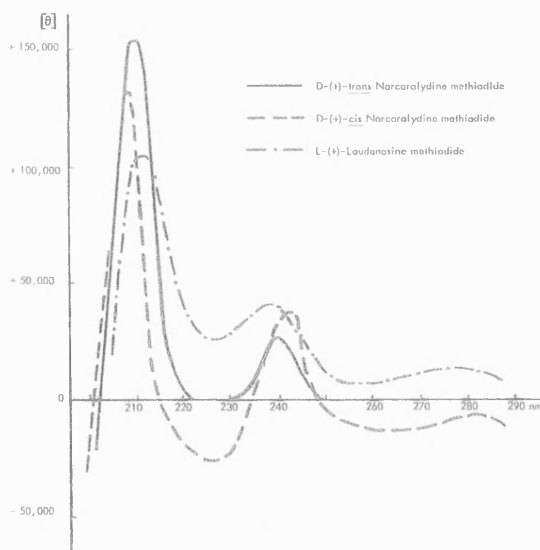 [θ]
+ 150,000
D-(+)-trans Narcaralydine methiodide
D-(+)-cis Narcaralydine methiodide
L-(+)-Laudanosine methiodide
+ 100,000
+ 50,000
0
210 220 230 240 250 260 270 280 290 nm
- 50,000